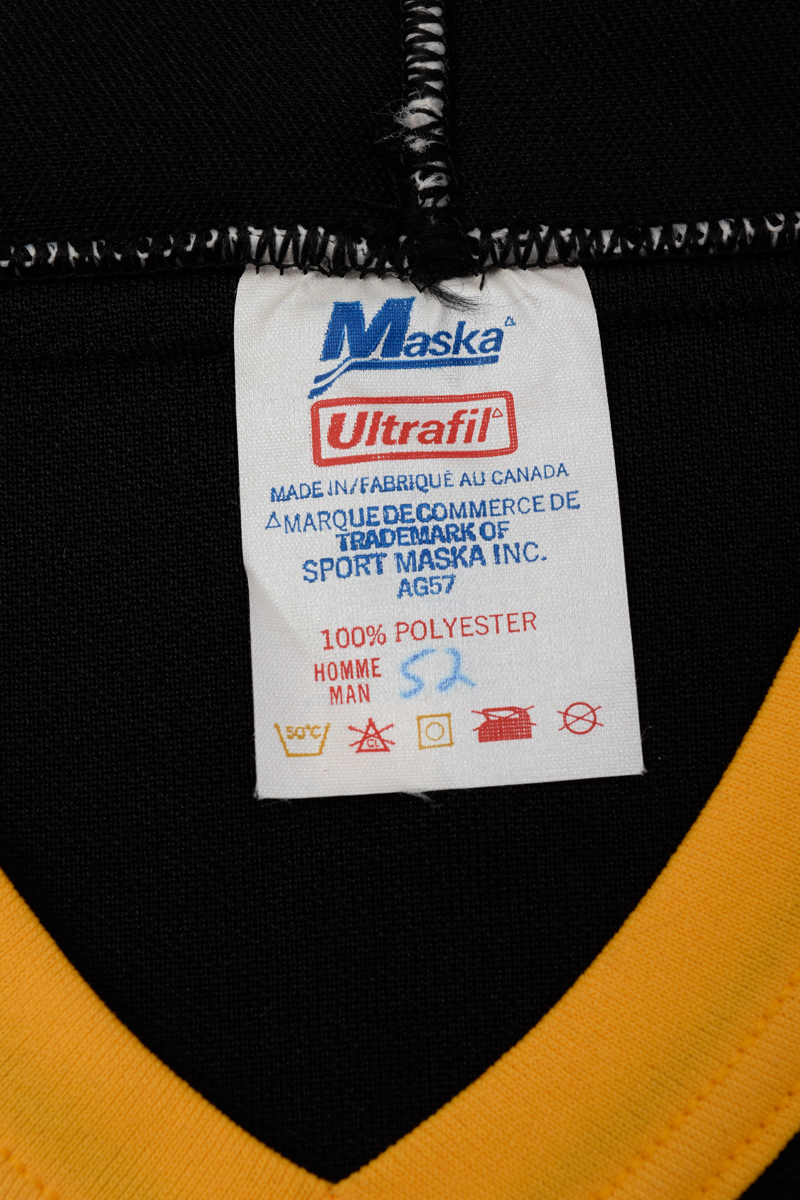 Maska△
Ultrafil△
MADE IN/FABRIQUÉ AU CANADA
△MARQUE DE COMMERCE DE
TRADEMARK OF
SPORT MASKA INC.
AG57
100% POLYESTER
HOMME 52
MAN
50°C CL